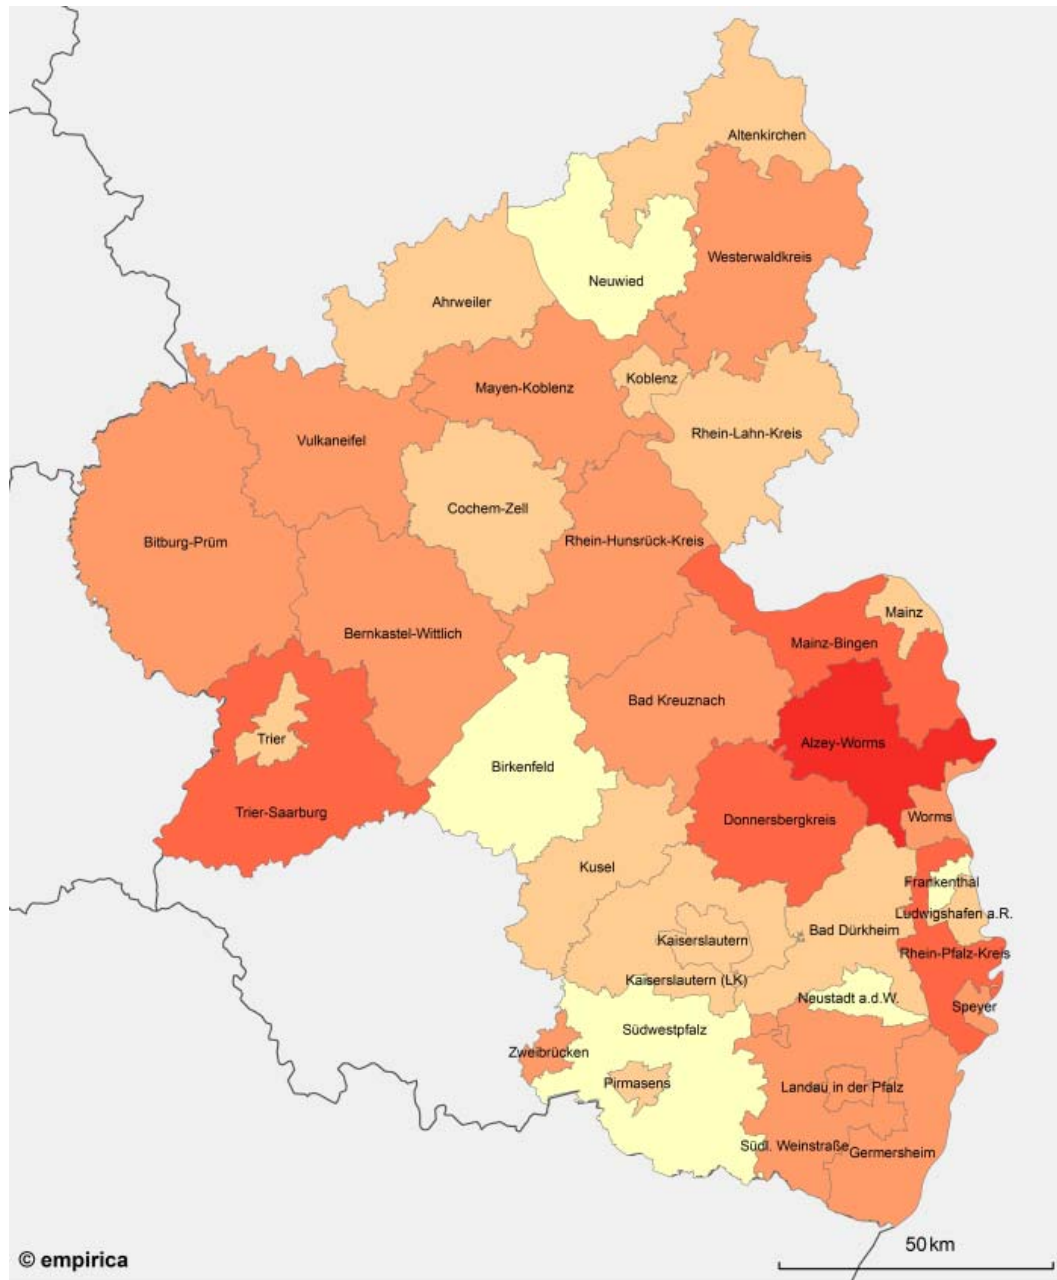 Altenkirchen
Westerwaldkreis
Neuwied
Ahrweiler
Koblenz
Mayen-Koblenz
Rhein-Lahn-Kreis
Vulkaneifel
Cochem-Zell
Bitburg-Prüm
Rhein-Hunsrück-Kreis
Mainz
Bernkastel-Wittlich
Mainz-Bingen
Bad Kreuznach
Trier
Alzey-Worms
Birkenfeld
Trier-Saarburg
Donnersbergkreis
Worms
Kusel
Frankenthal
Ludwigshafen a.R.
Bad Dürkheim
Kaiserslautern
Rhein-Pfalz-Kreis
Kaiserslautern (LK)
Neustadt a.d.W.
Speyer
Südwestpfalz
Zweibrücken
Pirmasens
Landau in der Pfalz
Südl. Weinstraße
Germersheim
50 km
© empirica